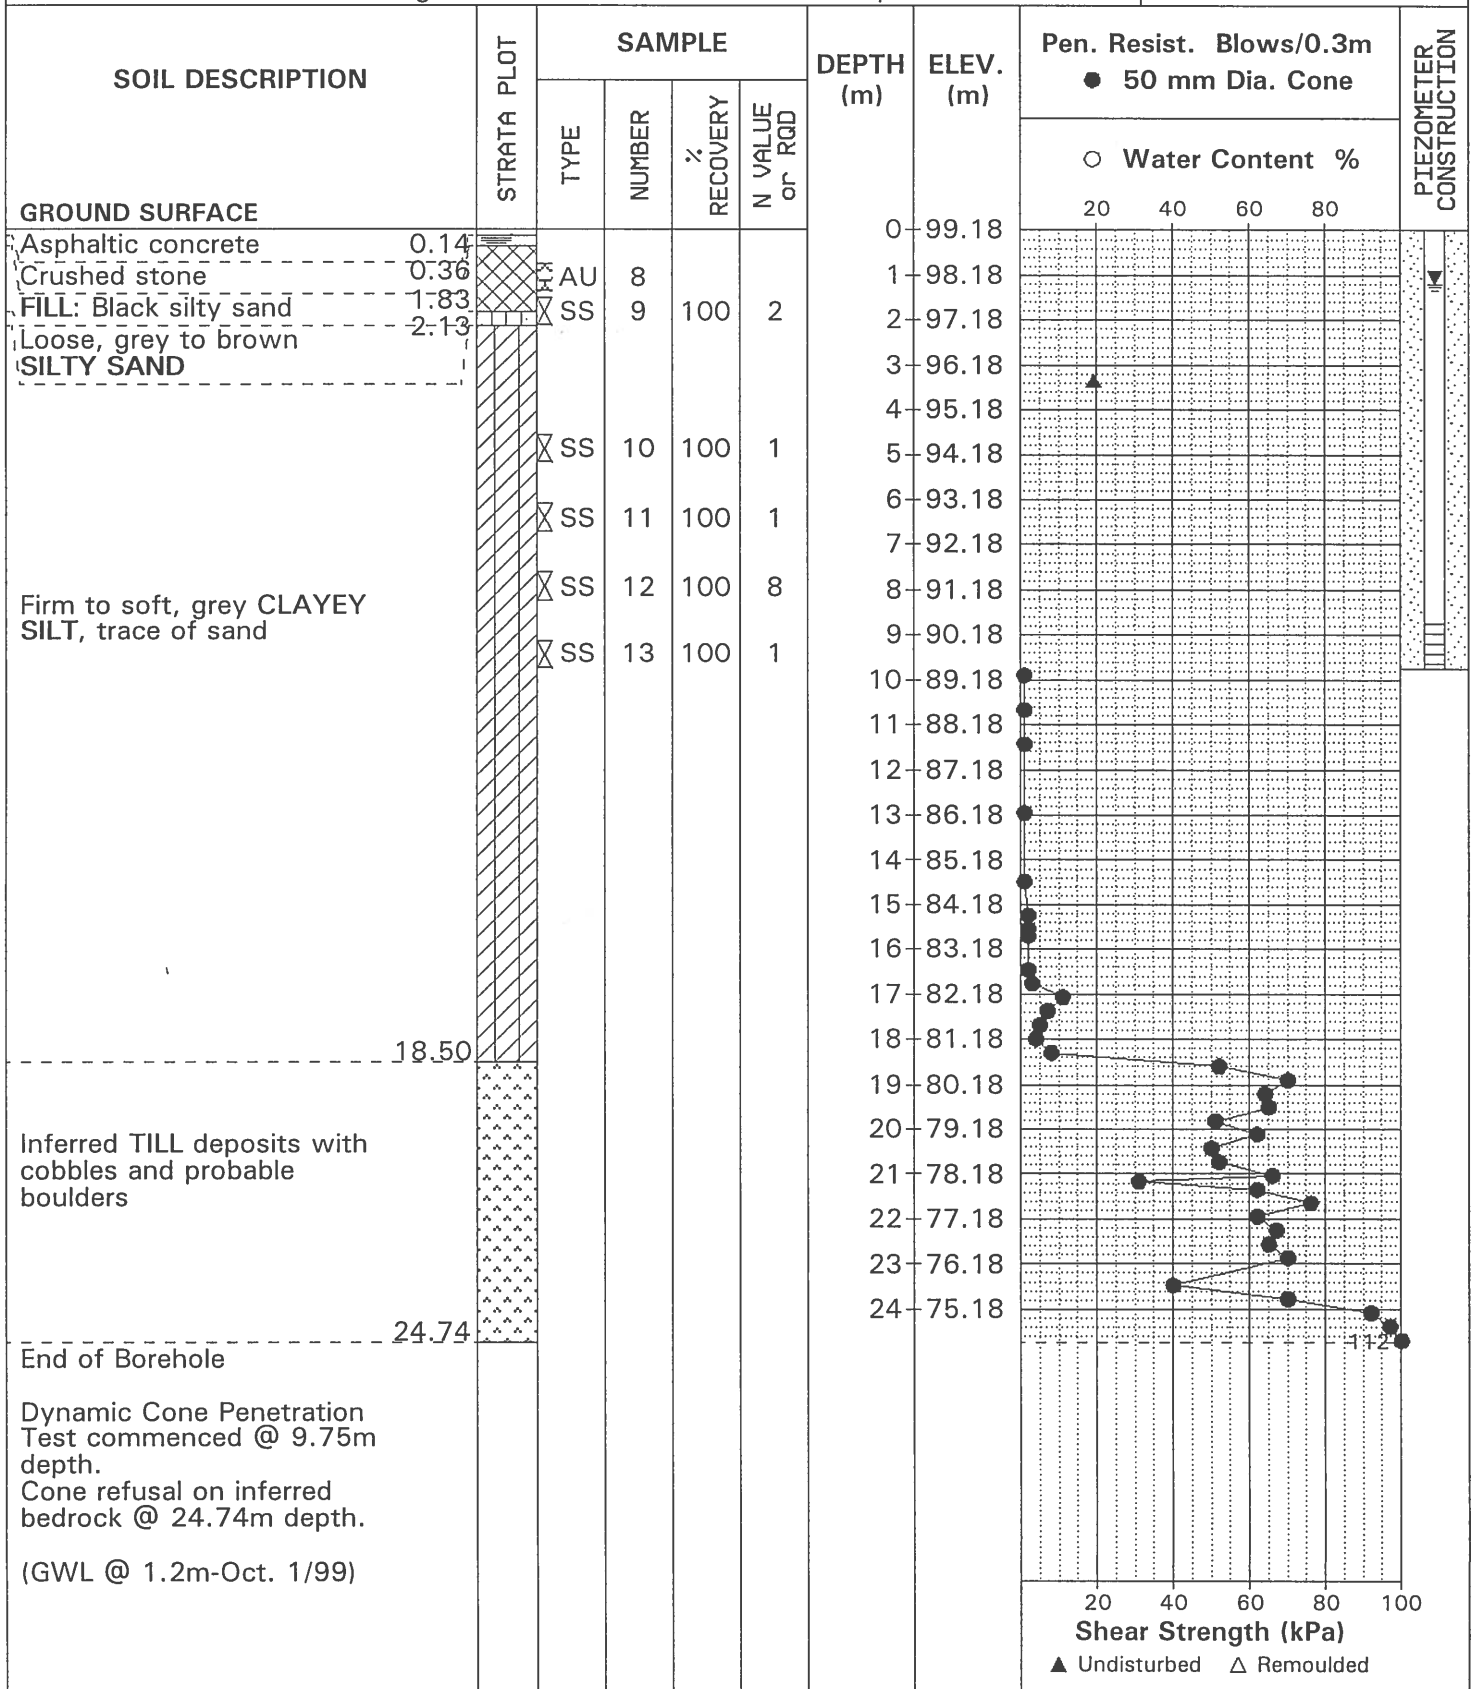 SOIL DESCRIPTION
STRATA PLOT
SAMPLE
TYPE
NUMBER
% RECOVERY
N VALUE or RQD
DEPTH
(m)
ELEV.
(m)
Pen. Resist. Blows/0.3m
● 50 mm Dia. Cone
○ Water Content %
20 40 60 80
PIEZOMETER
CONSTRUCTION
GROUND SURFACE
0 99.18
Asphaltic concrete 0.14
Crushed stone 0.36
AU 8
1 98.18
FILL: Black silty sand 1.83
SS 9 100 2
2 97.18
2.13
Loose, grey to brown
SILTY SAND
3 96.18
4 95.18
SS 10 100 1
5 94.18
6 93.18
SS 11 100 1
7 92.18
SS 12 100 8
8 91.18
Firm to soft, grey CLAYEY
SILT, trace of sand
9 90.18
SS 13 100 1
10 89.18
11 88.18
12 87.18
13 86.18
14 85.18
15 84.18
16 83.18
17 82.18
18 81.18
18.50
19 80.18
20 79.18
Inferred TILL deposits with
cobbles and probable
boulders
21 78.18
22 77.18
23 76.18
24 75.18
24.74
112
End of Borehole
Dynamic Cone Penetration
Test commenced @ 9.75m
depth.
Cone refusal on inferred
bedrock @ 24.74m depth.
(GWL @ 1.2m-Oct. 1/99)
20 40 60 80 100
Shear Strength (kPa)
▲ Undisturbed △ Remoulded